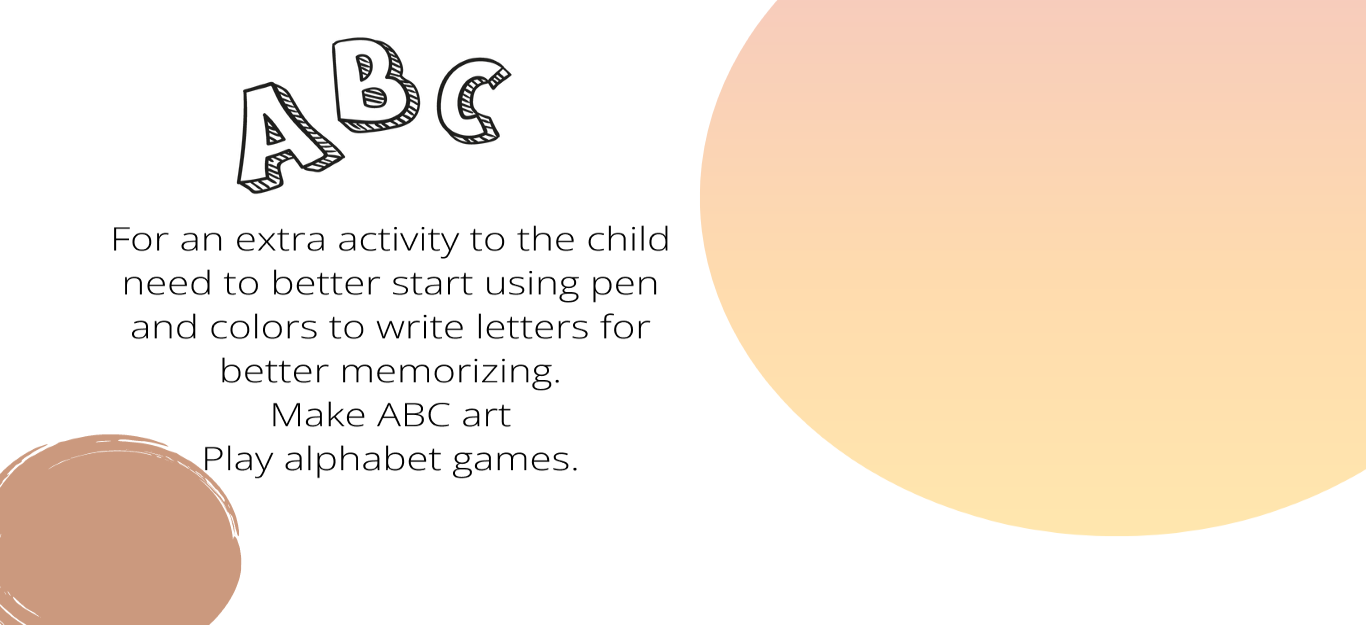 ABC
For an extra activity to the child
need to better start using pen
and colors to write letters for
better memorizing.
Make ABC art
Play alphabet games.